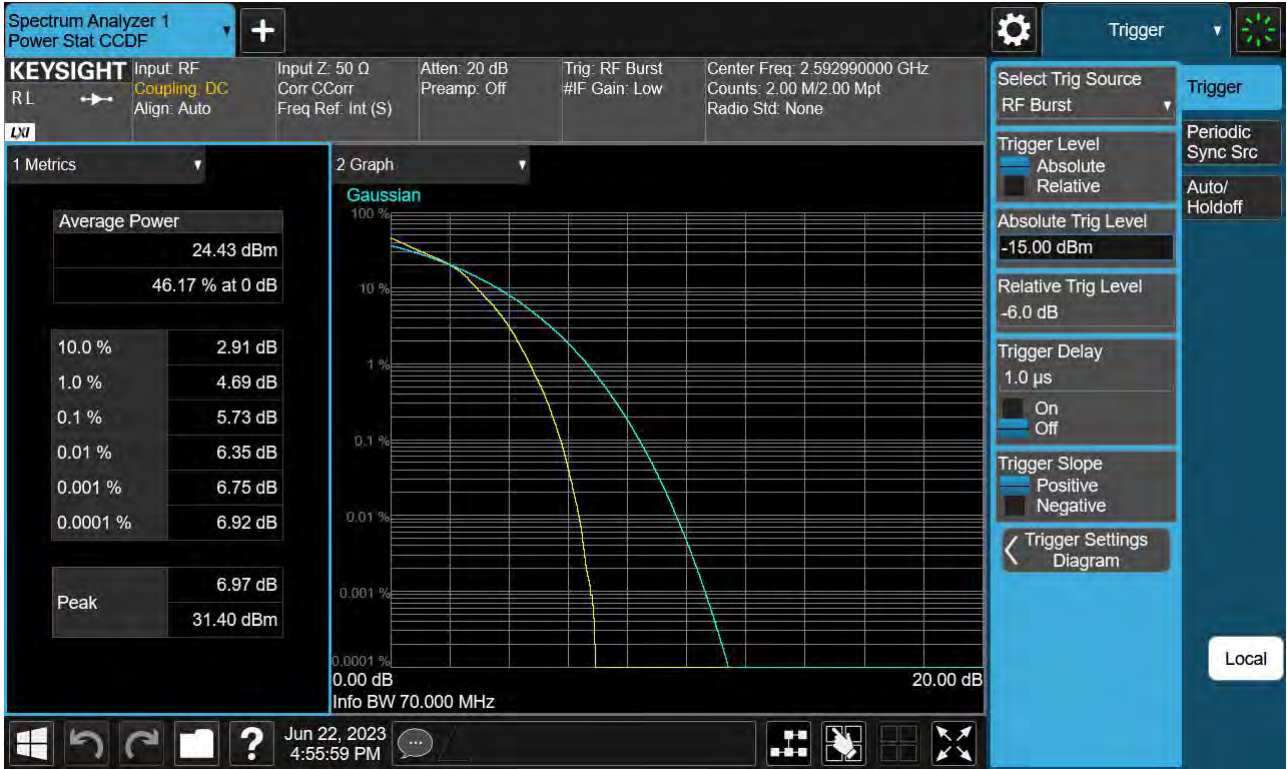 Spectrum Analyzer 1
Power Stat CCDF
+
Trigger
KEYSIGHT
RL
LXI
Input: RF
Coupling: DC
Align: Auto
Input Z: 50 Ω
Corr CCorr
Freq Ref: Int (S)
Atten: 20 dB
Preamp: Off
Trig: RF Burst
#IF Gain: Low
Center Freq: 2.592990000 GHz
Counts: 2.00 M/2.00 Mpt
Radio Std: None
1 Metrics
Average Power
24.43 dBm
46.17 % at 0 dB
10.0 % 2.91 dB
1.0 % 4.69 dB
0.1 % 5.73 dB
0.01 % 6.35 dB
0.001 % 6.75 dB
0.0001 % 6.92 dB
Peak
6.97 dB
31.40 dBm
2 Graph
Gaussian
100 %
10 %
1 %
0.1 %
0.01 %
0.001 %
0.0001 %
0.00 dB 20.00 dB
Info BW 70.000 MHz
Select Trig Source
RF Burst
Trigger Level
Absolute
Relative
Absolute Trig Level
-15.00 dBm
Relative Trig Level
-6.0 dB
Trigger Delay
1.0 µs
On
Off
Trigger Slope
Positive
Negative
Trigger Settings
Diagram
Trigger
Periodic
Sync Src
Auto/
Holdoff
Local
?
Jun 22, 2023
4:55:59 PM